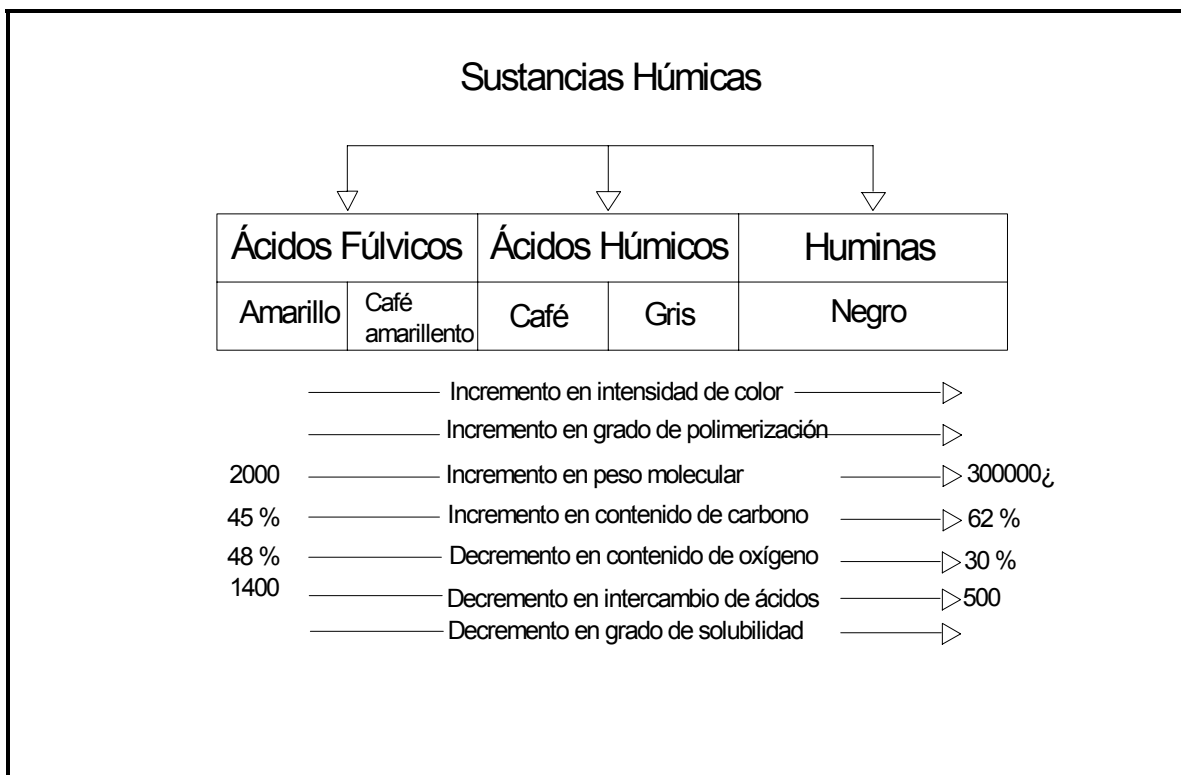 Sustancias Húmicas
Ácidos Fúlvicos Ácidos Húmicos Huminas
Amarillo Café amarillento Café Gris Negro
Incremento en intensidad de color
Incremento en grado de polimerización
2000 Incremento en peso molecular 300000¿
45 % Incremento en contenido de carbono 62 %
48 % Decremento en contenido de oxígeno 30 %
1400 Decremento en intercambio de ácidos 500
Decremento en grado de solubilidad